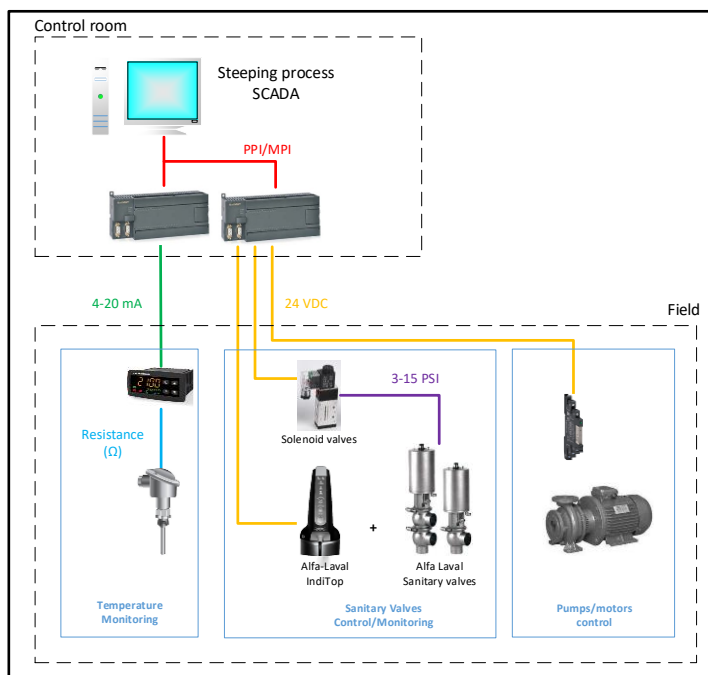 Control room
Steeping process
SCADA
PPI/MPI
4-20 mA
24 VDC
Field
3-15 PSI
Resistance
(Ω)
Solenoid valves
+
Alfa-Laval
IndiTop
Alfa Laval
Sanitary valves
Temperature
Monitoring
Sanitary Valves
Control/Monitoring
Pumps/motors
control